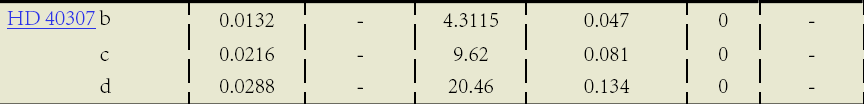 HD 40307 b 0.0132 - 4.3115 0.047 0 -
c 0.0216 - 9.62 0.081 0 -
d 0.0288 - 20.46 0.134 0 -